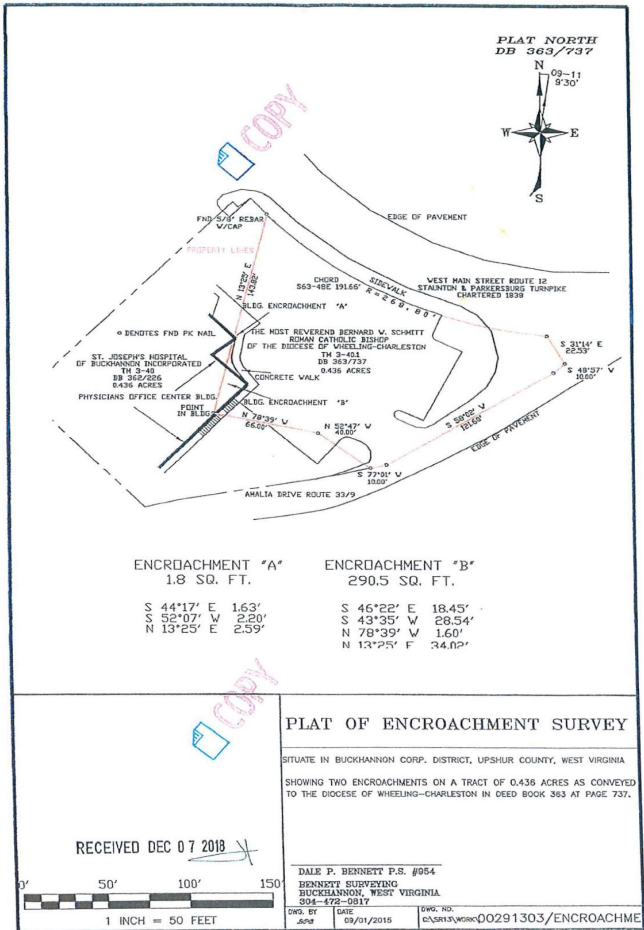 PLAT NORTH
DB 363/737
N
09-11
9'30'
W
E
S
COPY
FND 5/8" REBAR
W/CAP
EDGE OF PAVEMENT
PROPERTY LINES
N 13°25' E
143.82'
CHORD
S63-48E 191.66'
SIDEWALK
R=260.80'
WEST MAIN STREET ROUTE 12
STAUNTON & PARKERSBURG TURNPIKE
CHARTERED 1839
BLDG. ENCROACHMENT "A"
DENOTES FND PK NAIL
THE MOST REVEREND BERNARD W. SCHMITT
ROMAN CATHOLIC BISHOP
OF THE DIOCESE OF WHEELING-CHARLESTON
TM 3-40.1
DB 363/737
0.436 ACRES
S 31°14' E
22.53'
S 48°57' W
10.00'
ST. JOSEPH'S HOSPITAL
OF BUCKHANNON INCORPORATED
TM 3-40
DB 362/226
0.436 ACRES
CONCRETE WALK
PHYSICIANS OFFICE CENTER BLDG.
BLDG. ENCROACHMENT "B"
POINT
IN BLDG.
N 78°39' W
66.00'
N 52°47' W
40.00'
S 58°02' W
121.60'
EDGE OF PAVEMENT
S 77°01' W
10.00'
AMALIA DRIVE ROUTE 33/9
ENCROACHMENT "A"
1.8 SQ. FT.
S 44°17' E 1.63'
S 52°07' W 2.20'
N 13°25' E 2.59'
ENCROACHMENT "B"
290.5 SQ. FT.
S 46°22' E 18.45'
S 43°35' W 28.54'
N 78°39' W 1.60'
N 13°25' E 34.02'
COPY
PLAT OF ENCROACHMENT SURVEY
SITUATE IN BUCKHANNON CORP. DISTRICT, UPSHUR COUNTY, WEST VIRGINIA
SHOWING TWO ENCROACHMENTS ON A TRACT OF 0.436 ACRES AS CONVEYED
TO THE DIOCESE OF WHEELING-CHARLESTON IN DEED BOOK 363 AT PAGE 737.
RECEIVED DEC 07 2018
0' 50' 100' 150'
1 INCH = 50 FEET
DALE P. BENNETT P.S. #954
BENNETT SURVEYING
BUCKHANNON, WEST VIRGINIA
304-472-0817
DWG. BY
DATE
09/01/2015
DWG. NO.
00291303/ENCROACHME